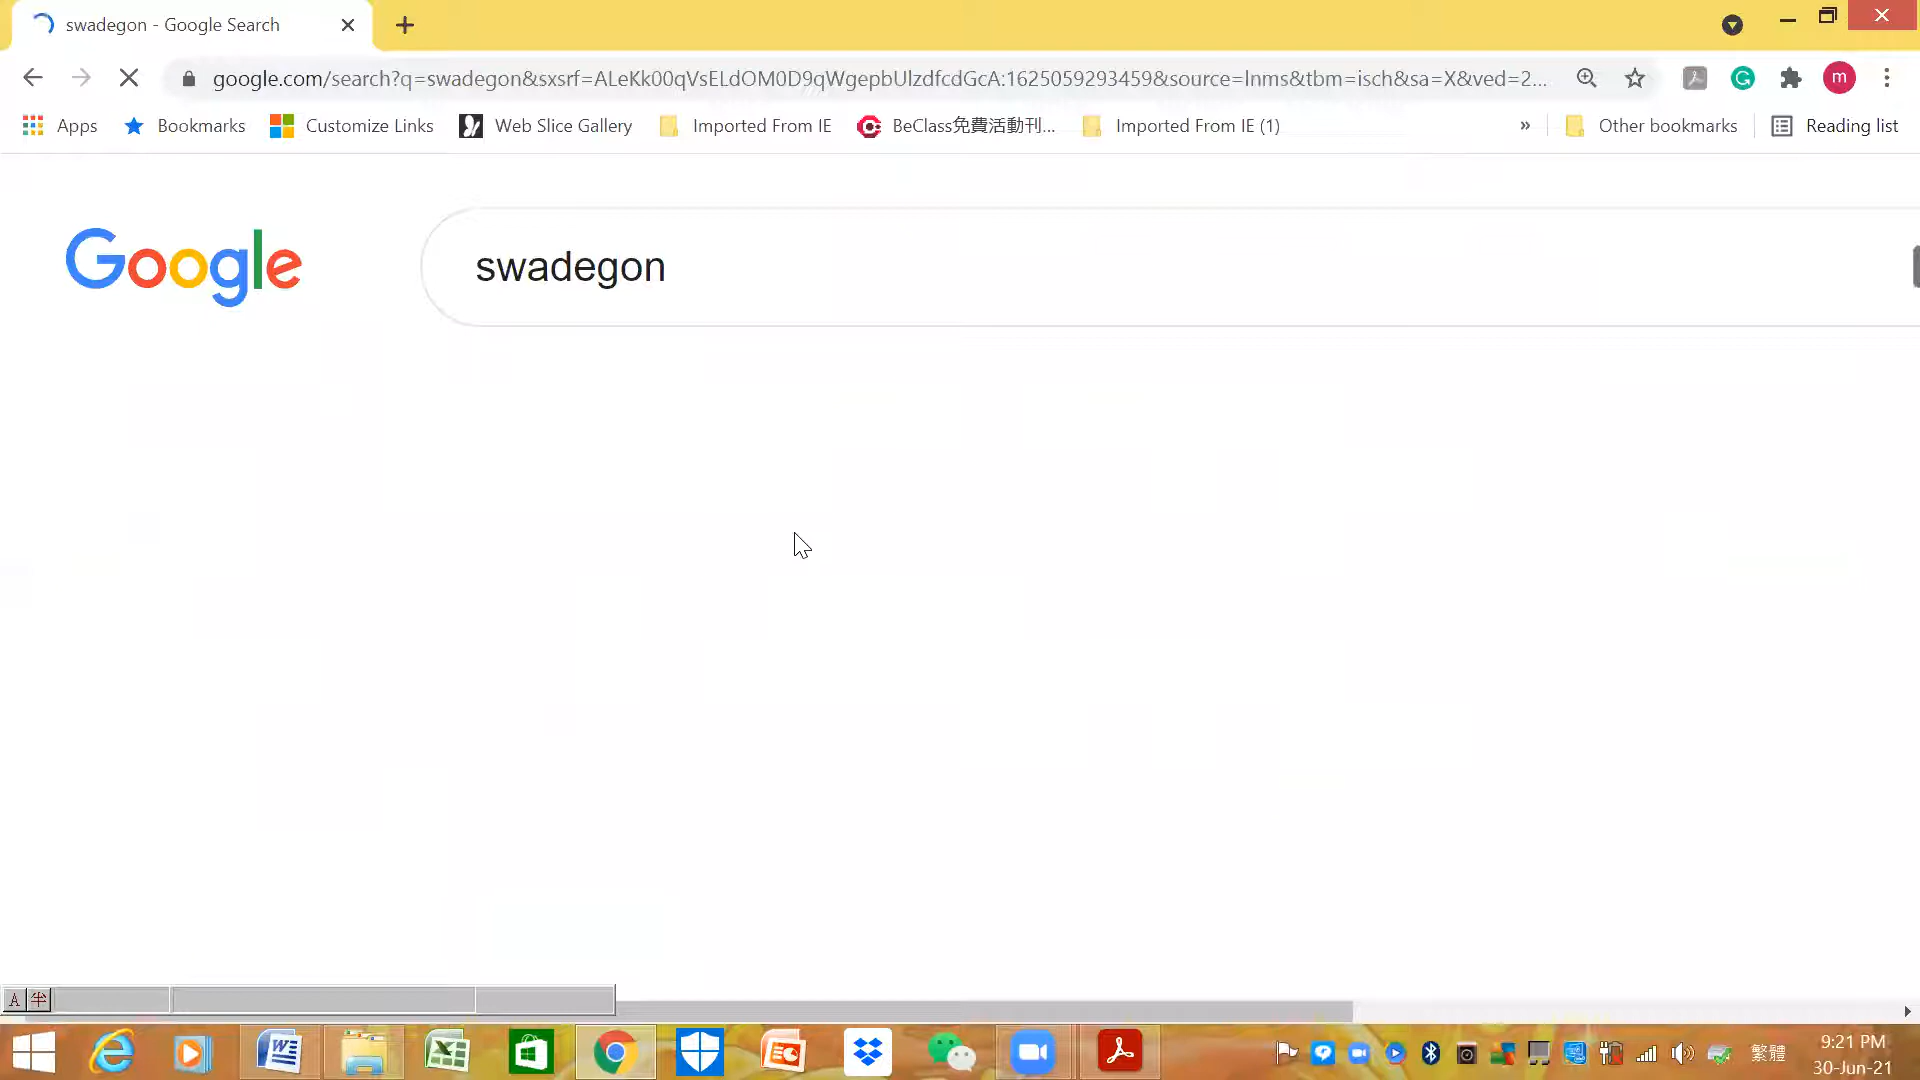 swadegon - Google Search
google.com/search?q=swadegon&sxsrf=ALeKk00qVsELdOM0D9qWgepbUlzdfcdGcA:1625059293459&source=lnms&tbm=isch&sa=X&ved=2...
m
Apps Bookmarks Customize Links Web Slice Gallery Imported From IE BeClass免費活動刊... Imported From IE (1) » Other bookmarks Reading list
Google
swadegon
A 半
繁體
9:21 PM
30-Jun-21